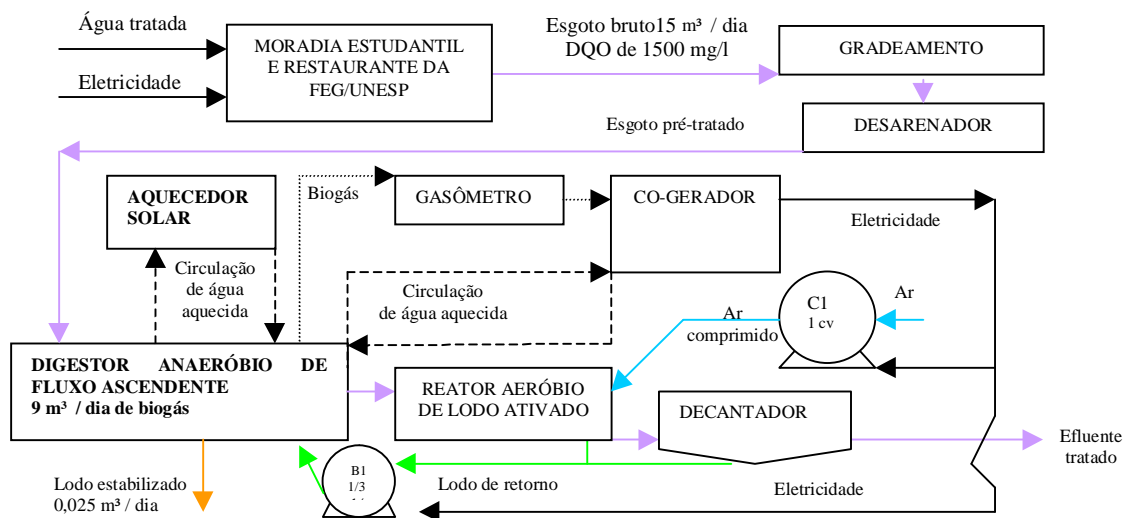 Água tratada
Eletricidade
MORADIA ESTUDANTIL
E RESTAURANTE DA
FEG/UNESP
Esgoto bruto15 m³ / dia
DQO de 1500 mg/l
GRADEAMENTO
Esgoto pré-tratado
DESARENADOR
AQUECEDOR
SOLAR
Biogás
GASÔMETRO
CO-GERADOR
Eletricidade
Circulação
de água
aquecida
Circulação
de água aquecida
Ar
comprimido
C1
1 cv
Ar
DIGESTOR ANAERÓBIO DE
FLUXO ASCENDENTE
9 m³ / dia de biogás
REATOR AERÓBIO
DE LODO ATIVADO
DECANTADOR
Efluente
tratado
Lodo estabilizado
0,025 m³ / dia
B1
1/3
Lodo de retorno
Eletricidade